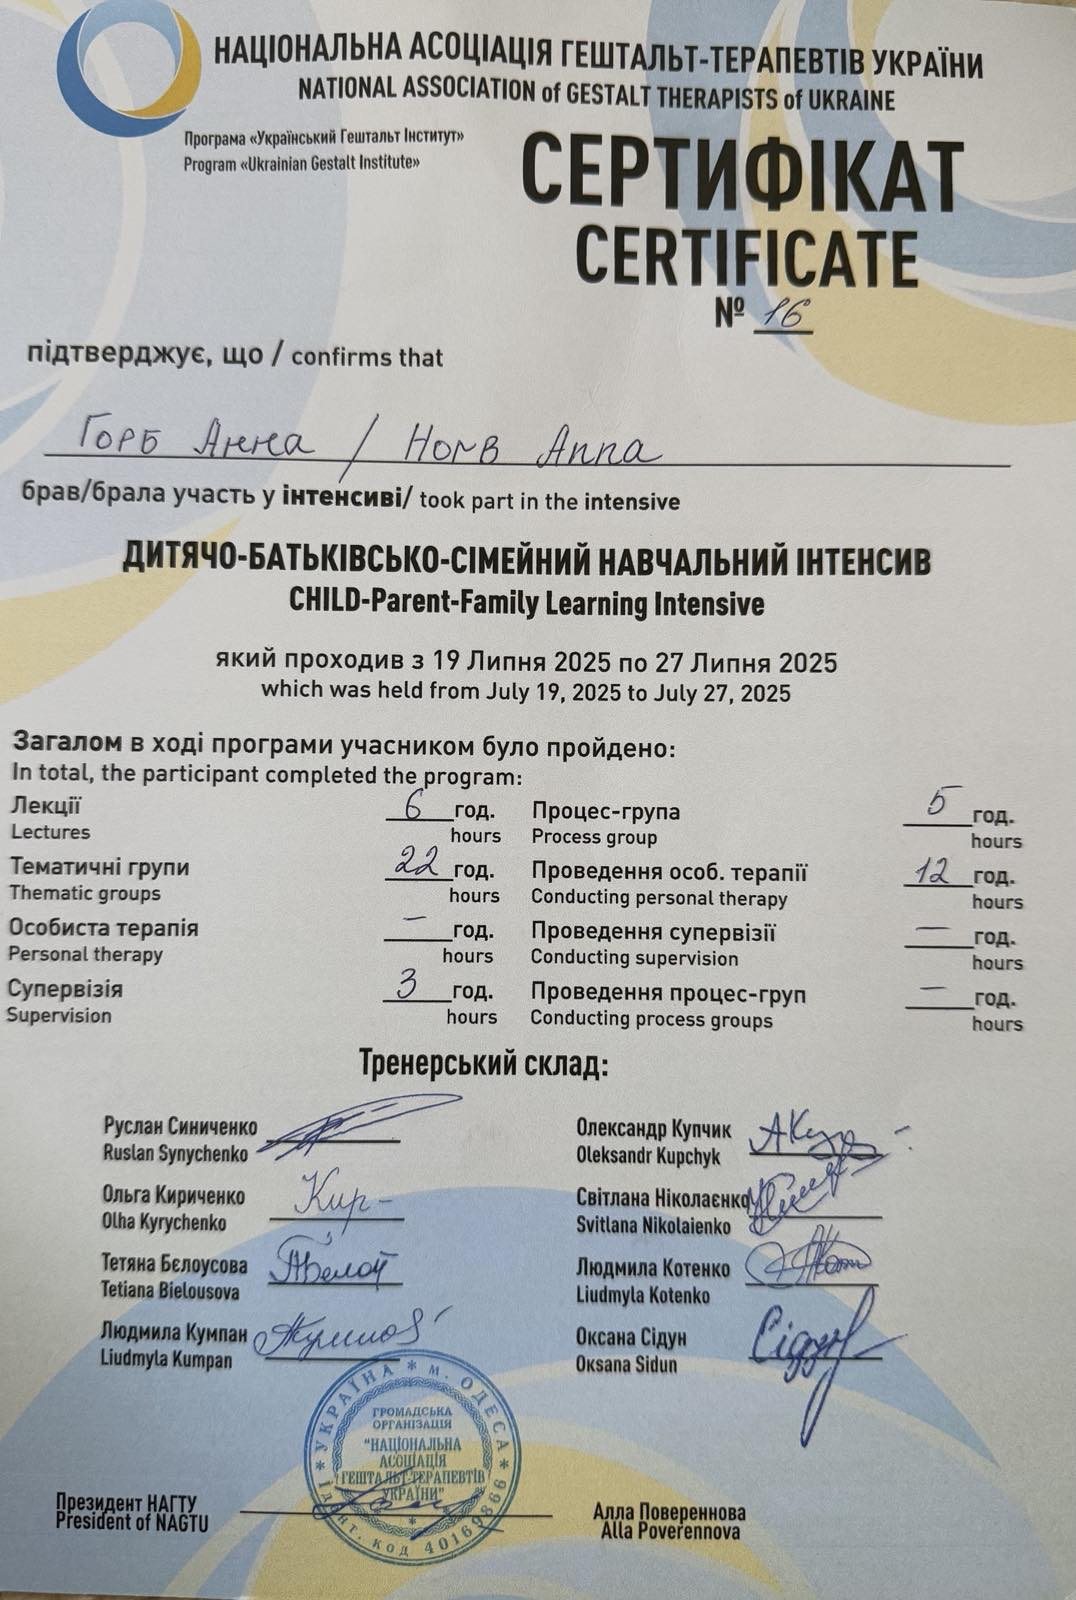 НАЦІОНАЛЬНА АСОЦІАЦІЯ ГЕШТАЛЬТ-ТЕРАПЕВТІВ УКРАЇНИ
NATIONAL ASSOCIATION of GESTALT THERAPISTS of UKRAINE
Програма «Український Гештальт Інститут»
Program «Ukrainian Gestalt Institute»
СЕРТИФІКАТ
CERTIFICATE
№ 16
підтверджує, що / confirms that
Горб Анна / Horb Anna
брав/брала участь у інтенсиві/ took part in the intensive
ДИТЯЧО-БАТЬКІВСЬКО-СІМЕЙНИЙ НАВЧАЛЬНИЙ ІНТЕНСИВ
CHILD-Parent-Family Learning Intensive
який проходив з 19 Липня 2025 по 27 Липня 2025
which was held from July 19, 2025 to July 27, 2025
Загалом в ході програми учасником було пройдено:
In total, the participant completed the program:
Лекції 6 год.
Lectures hours
Тематичні групи 22 год.
Thematic groups hours
Особиста терапія — год.
Personal therapy hours
Супервізія 3 год.
Supervision hours
Процес-група 5 год.
Process group hours
Проведення особ. терапії 12 год.
Conducting personal therapy hours
Проведення супервізії — год.
Conducting supervision hours
Проведення процес-груп — год.
Conducting process groups hours
Тренерський склад:
Руслан Синиченко
Ruslan Synychenko
Ольга Кириченко
Olha Kyrychenko
Кир-
Тетяна Бєлоусова
Tetiana Bielousova
Людмила Кумпан
Liudmyla Kumpan
Олександр Купчик
Oleksandr Kupchyk
Світлана Ніколаєнко
Svitlana Nikolaienko
Людмила Котенко
Liudmyla Kotenko
Оксана Сідун
Oкsana Sidun
УКРАЇНА * м. ОДЕСА *
ГРОМАДСЬКА
ОРГАНІЗАЦІЯ
"НАЦІОНАЛЬНА
АСОЦІАЦІЯ
ГЕШТАЛЬТ-ТЕРАПЕВТІВ
УКРАЇНИ"
Ідент. код 40169866
Президент НАГТУ
President of NAGTU
Алла Повереннова
Alla Poverennova